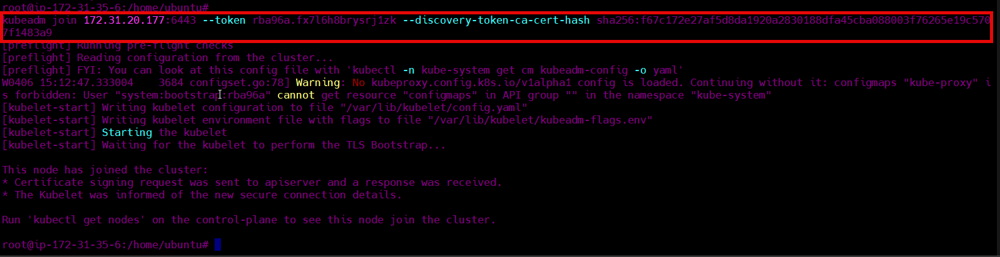 root@ip-172-31-35-6:/home/ubuntu#
kubeadm join 172.31.20.177:6443 --token rba96a.fx7l6h8brysrj1zk --discovery-token-ca-cert-hash sha256:f67c172e27af5d8da1920a2830188dfa45cba088003f76265e19c570
7f1483a9
[preflight] Running pre-flight checks
[preflight] Reading configuration from the cluster...
[preflight] FYI: You can look at this config file with 'kubectl -n kube-system get cm kubeadm-config -o yaml'
W0406 15:12:47.333004    3684 configset.go:78] Warning: No kubeproxy.config.k8s.io/v1alpha1 config is loaded. Continuing without it: configmaps "kube-proxy" i
s forbidden: User "system:bootstrap:rba96a" cannot get resource "configmaps" in API group "" in the namespace "kube-system"
[kubelet-start] Writing kubelet configuration to file "/var/lib/kubelet/config.yaml"
[kubelet-start] Writing kubelet environment file with flags to file "/var/lib/kubelet/kubeadm-flags.env"
[kubelet-start] Starting the kubelet
[kubelet-start] Waiting for the kubelet to perform the TLS Bootstrap...
This node has joined the cluster:
* Certificate signing request was sent to apiserver and a response was received.
* The Kubelet was informed of the new secure connection details.
Run 'kubectl get nodes' on the control-plane to see this node join the cluster.
root@ip-172-31-35-6:/home/ubuntu#